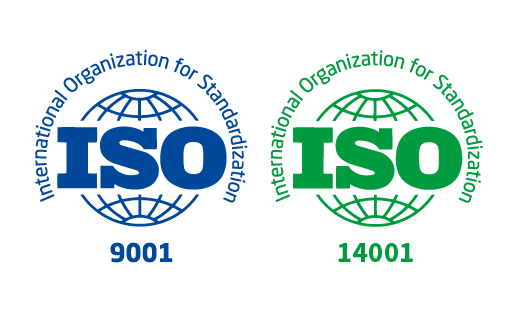 International Organization for Standardization
ISO
9001
International Organization for Standardization
ISO
14001